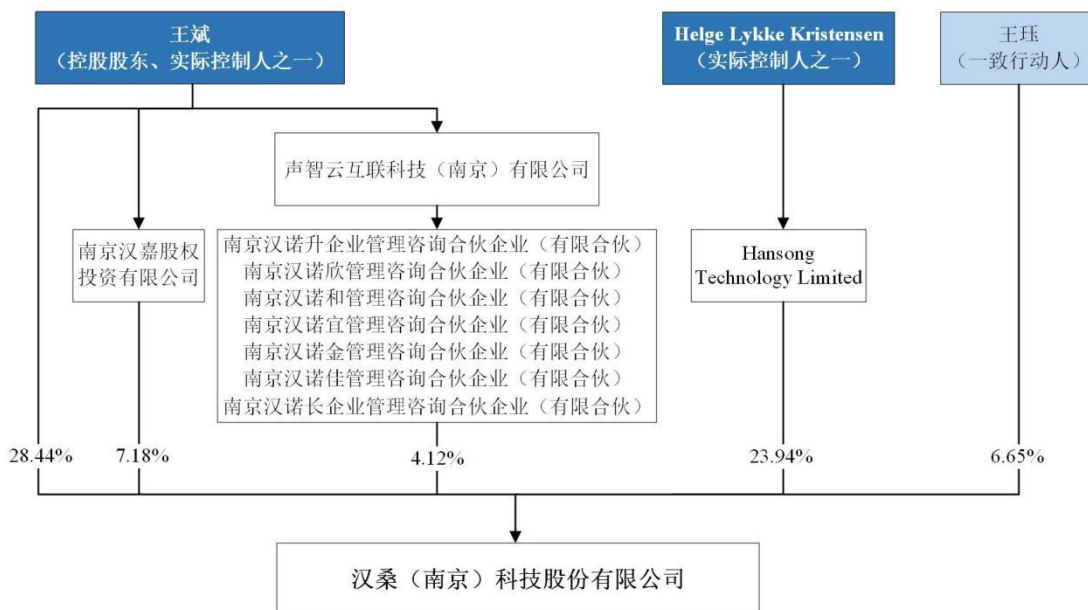 王斌
（控股股东、实际控制人之一）
Helge Lykke Kristensen
（实际控制人之一）
王珏
（一致行动人）
声智云互联科技（南京）有限公司
南京汉嘉股权
投资有限公司
南京汉诺升企业管理咨询合伙企业（有限合伙）
南京汉诺欣管理咨询合伙企业（有限合伙）
南京汉诺和管理咨询合伙企业（有限合伙）
南京汉诺宜管理咨询合伙企业（有限合伙）
南京汉诺金管理咨询合伙企业（有限合伙）
南京汉诺佳管理咨询合伙企业（有限合伙）
南京汉诺长企业管理咨询合伙企业（有限合伙）
Hansong
Technology Limited
28.44%
7.18%
4.12%
23.94%
6.65%
汉桑（南京）科技股份有限公司